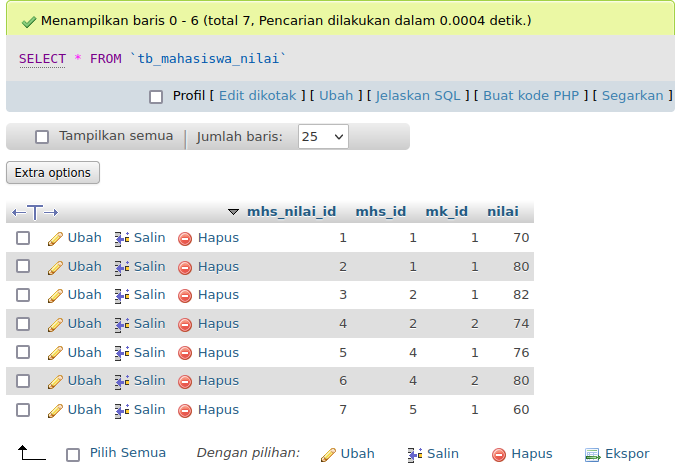 Menampilkan baris 0 - 6 (total 7, Pencarian dilakukan dalam 0.0004 detik.)
SELECT * FROM `tb_mahasiswa_nilai`
Profil [ Edit dikotak ] [ Ubah ] [ Jelaskan SQL ] [ Buat kode PHP ] [ Segarkan ]
Tampilkan semua | Jumlah baris: 25
Extra options
←T→ mhs_nilai_id mhs_id mk_id nilai
Ubah Salin Hapus 1 1 1 70
Ubah Salin Hapus 2 1 1 80
Ubah Salin Hapus 3 2 1 82
Ubah Salin Hapus 4 2 2 74
Ubah Salin Hapus 5 4 1 76
Ubah Salin Hapus 6 4 2 80
Ubah Salin Hapus 7 5 1 60
Pilih Semua Dengan pilihan: Ubah Salin Hapus Ekspor